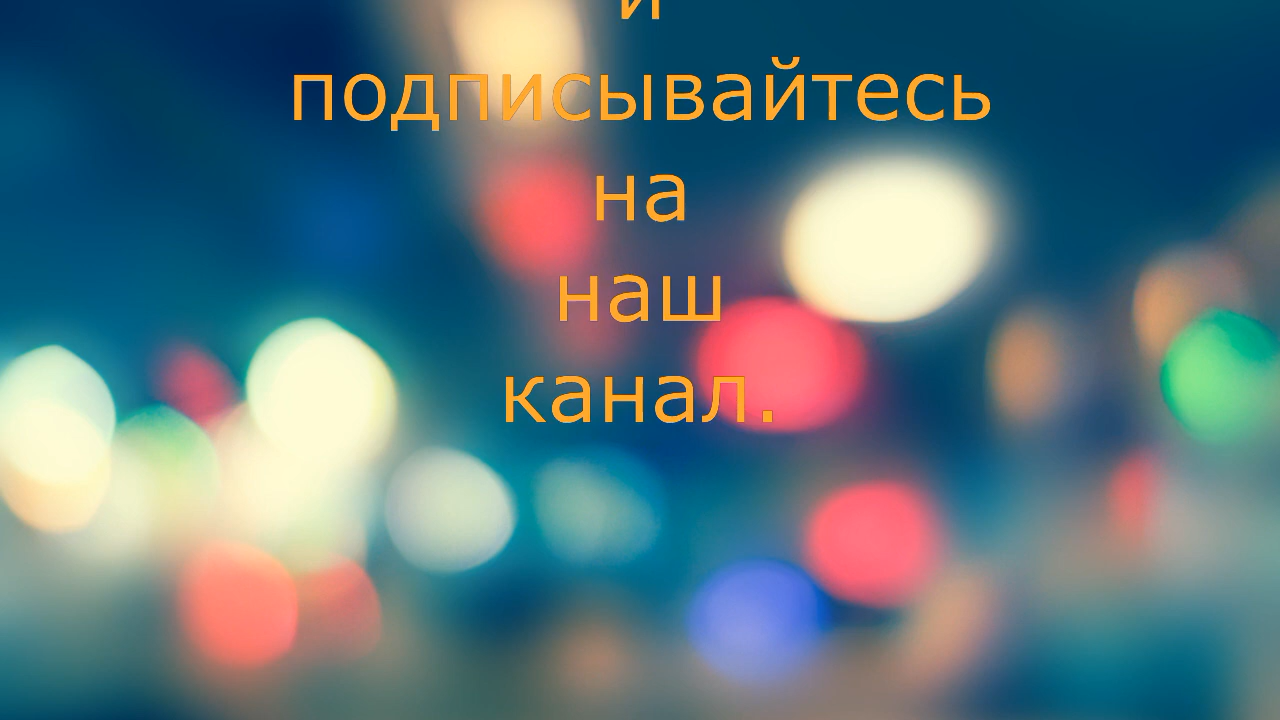 и
подписывайтесь
на
наш
канал.